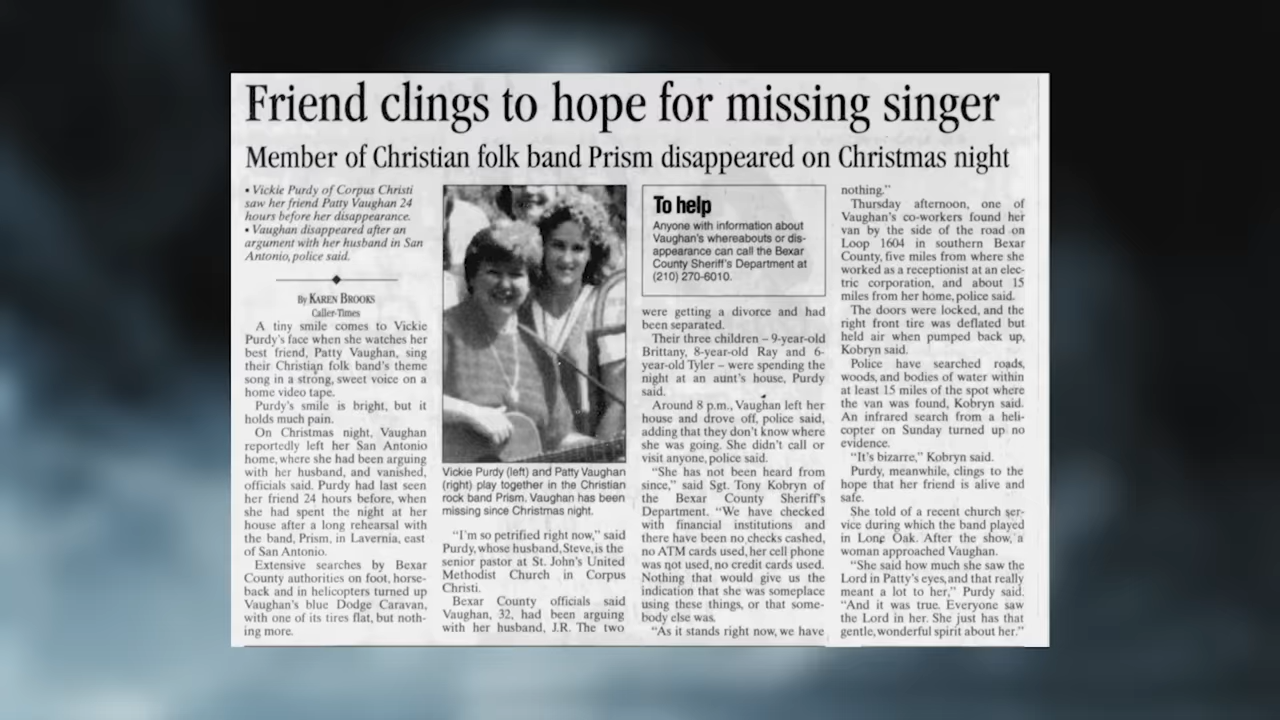 Friend clings to hope for missing singer
Member of Christian folk band Prism disappeared on Christmas night
• Vickie Purdy of Corpus Christi
saw her friend Patty Vaughan 24
hours before her disappearance.
• Vaughan disappeared after an
argument with her husband in San
Antonio, police said.
By KAREN BROOKS
Caller-Times
A tiny smile comes to Vickie
Purdy's face when she watches her
best friend, Patty Vaughan, sing
their Christian folk band's theme
song in a strong, sweet voice on a
home video tape.
Purdy's smile is bright, but it
holds much pain.
On Christmas night, Vaughan
reportedly left her San Antonio
home, where she had been arguing
with her husband, and vanished,
officials said. Purdy had last seen
her friend 24 hours before, when
she had spent the night at her
house after a long rehearsal with
the band, Prism, in Lavernia, east
of San Antonio.
Extensive searches by Bexar
County authorities on foot, horse-
back and in helicopters turned up
Vaughan's blue Dodge Caravan,
with one of its tires flat, but noth-
ing more.
Vickie Purdy (left) and Patty Vaughan
(right) play together in the Christian
rock band Prism. Vaughan has been
missing since Christmas night.
"I'm so petrified right now," said
Purdy, whose husband, Steve, is the
senior pastor at St. John's United
Methodist Church in Corpus
Christi.
Bexar County officials said
Vaughan, 32, had been arguing
with her husband, J.R. The two
To help
Anyone with information about
Vaughan's whereabouts or dis-
appearance can call the Bexar
County Sheriff's Department at
(210) 270-6010.
were getting a divorce and had
been separated.
Their three children – 9-year-old
Brittany, 8-year-old Ray and 6-
year-old Tyler – were spending the
night at an aunt's house, Purdy
said.
Around 8 p.m., Vaughan left her
house and drove off, police said,
adding that they don't know where
she was going. She didn't call or
visit anyone, police said.
"She has not been heard from
since," said Sgt. Tony Kobryn of
the Bexar County Sheriff's
Department. "We have checked
with financial institutions and
there have been no checks cashed,
no ATM cards used, her cell phone
was not used, no credit cards used.
Nothing that would give us the
indication that she was someplace
using these things, or that some-
body else was.
"As it stands right now, we have
nothing."
Thursday afternoon, one of
Vaughan's co-workers found her
van by the side of the road on
Loop 1604 in southern Bexar
County, five miles from where she
worked as a receptionist at an elec-
tric corporation, and about 15
miles from her home, police said.
The doors were locked, and the
right front tire was deflated but
held air when pumped back up,
Kobryn said.
Police have searched roads,
woods, and bodies of water within
at least 15 miles of the spot where
the van was found, Kobryn said.
An infrared search from a heli-
copter on Sunday turned up no
evidence.
"It's bizarre," Kobryn said.
Purdy, meanwhile, clings to the
hope that her friend is alive and
safe.
She told of a recent church ser-
vice during which the band played
in Lone Oak. After the show, a
woman approached Vaughan.
"She said how much she saw the
Lord in Patty's eyes, and that really
meant a lot to her," Purdy said.
"And it was true. Everyone saw
the Lord in her. She just has that
gentle, wonderful spirit about her."